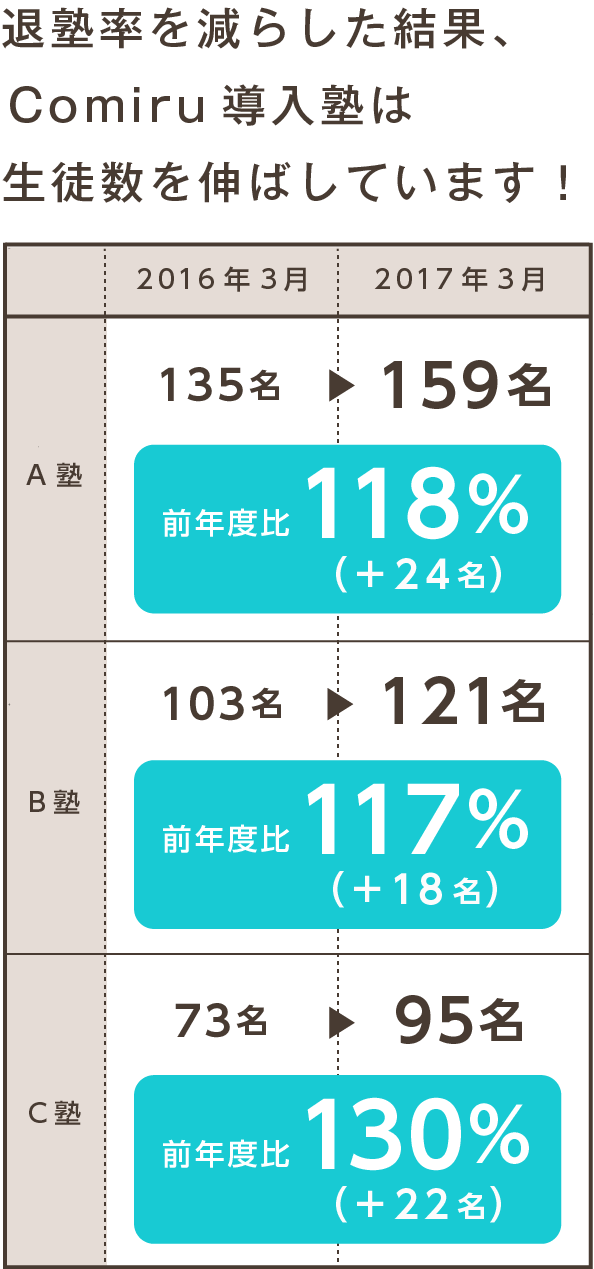 退塾率を減らした結果、
Comiru 導入塾は
生徒数を伸ばしています！
2016年3月 2017年3月
A塾
135名 ▶ 159名
前年度比 118%
(+24名)
B塾
103名 ▶ 121名
前年度比 117%
(+18名)
C塾
73名 ▶ 95名
前年度比 130%
(+22名)